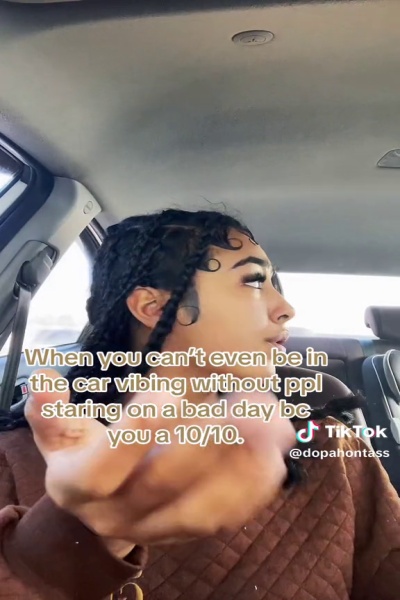 When you can't even be in
the car vibing without ppl
staring on a bad day bc
you a 10/10.
TikTok
@dopahontass